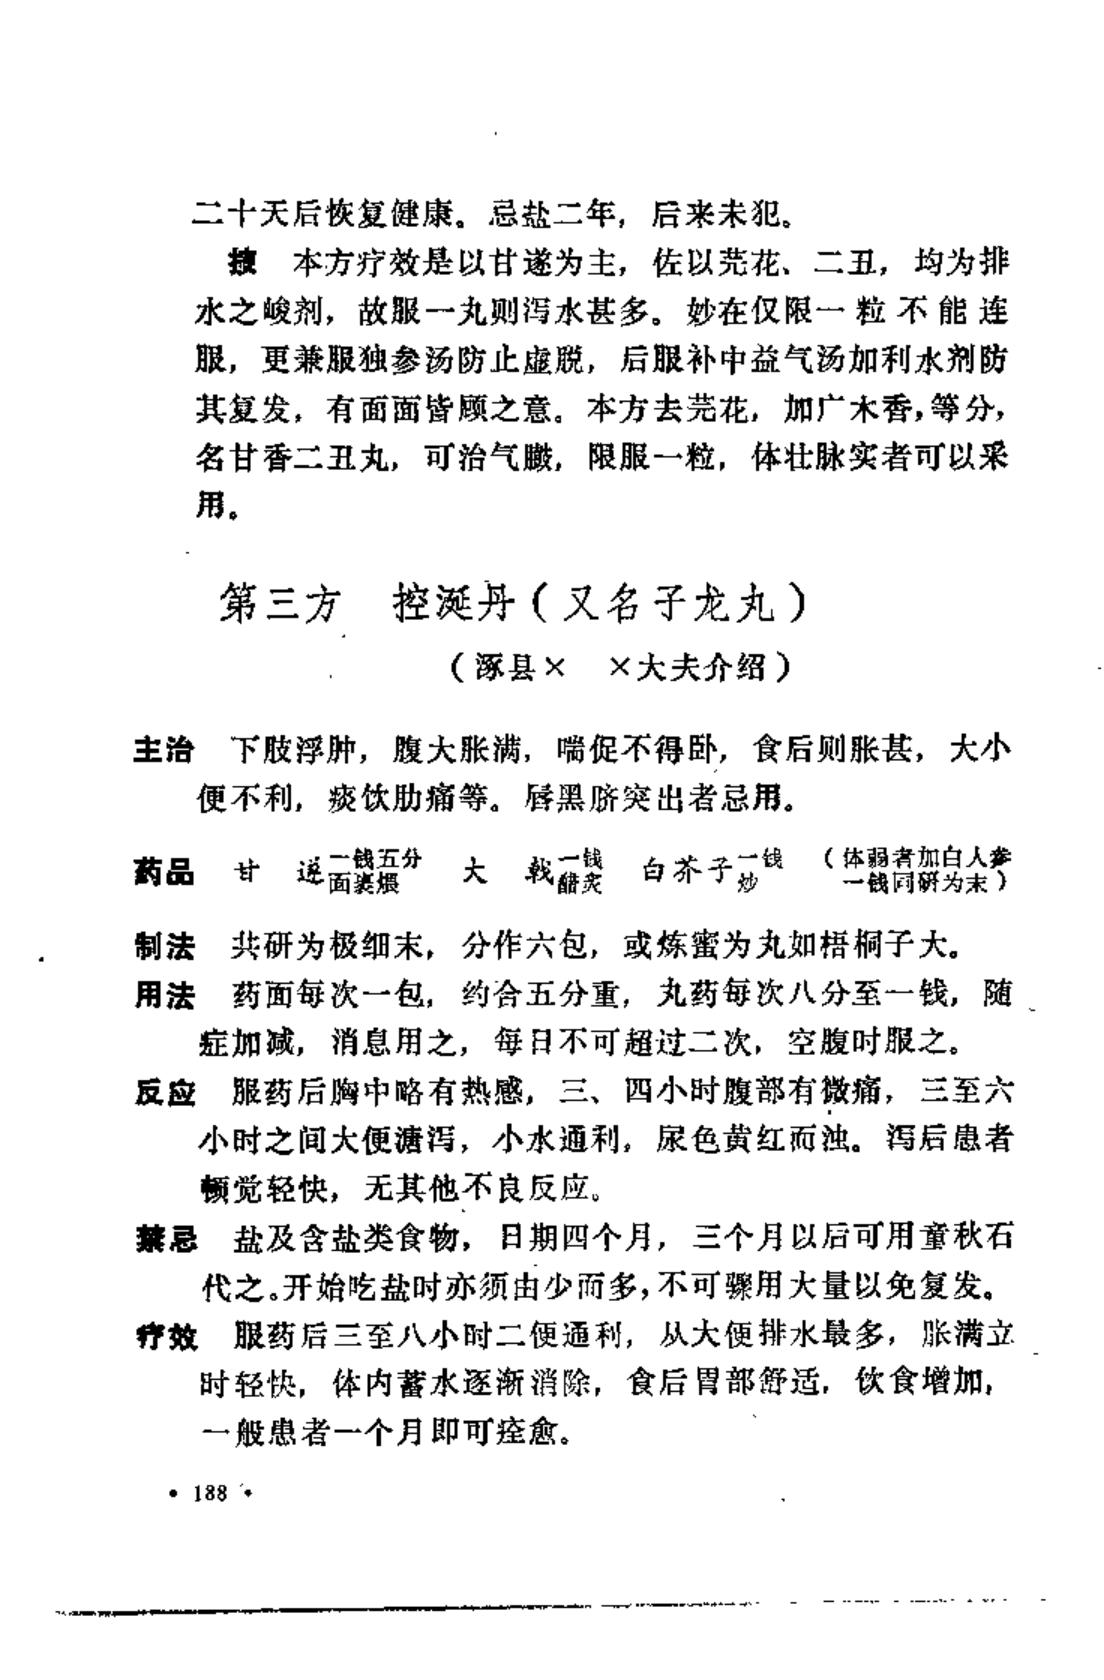 二十天后恢复健康。忌盐二年，后来未犯。
按　本方疗效是以甘遂为主，佐以芫花、二丑，均为排
水之峻剂，故服一丸则泻水甚多。妙在仅限一粒不能连
服，更兼服独参汤防止虚脱，后服补中益气汤加利水剂防
其复发，有面面皆顾之意。本方去芫花，加广木香，等分，
名甘香二丑丸，可治气臌，限服一粒，体壮脉实者可以采
用。
第三方　控涎丹（又名子龙丸）
（涿县×　×大夫介绍）
主治　下肢浮肿，腹大胀满，喘促不得卧，食后则胀甚，大小
便不利，痰饮肋痛等。唇黑脐突出者忌用。
药品　甘　遂一钱五分面裹煨　大　戟一钱醋炙　白芥子一钱炒　（体弱者加白人参一钱同研为末）
制法　共研为极细末，分作六包，或炼蜜为丸如梧桐子大。
用法　药面每次一包，约合五分重，丸药每次八分至一钱，随
症加减，消息用之，每日不可超过二次，空腹时服之。
反应　服药后胸中略有热感，三、四小时腹部有微痛，三至六
小时之间大便溏泻，小水通利，尿色黄红而浊。泻后患者
顿觉轻快，无其他不良反应。
禁忌　盐及含盐类食物，日期四个月，三个月以后可用童秋石
代之。开始吃盐时亦须由少而多，不可骤用大量以免复发。
疗效　服药后三至八小时二便通利，从大便排水最多，胀满立
时轻快，体内蓄水逐渐消除，食后胃部舒适，饮食增加，
一般患者一个月即可痊愈。
• 188 •